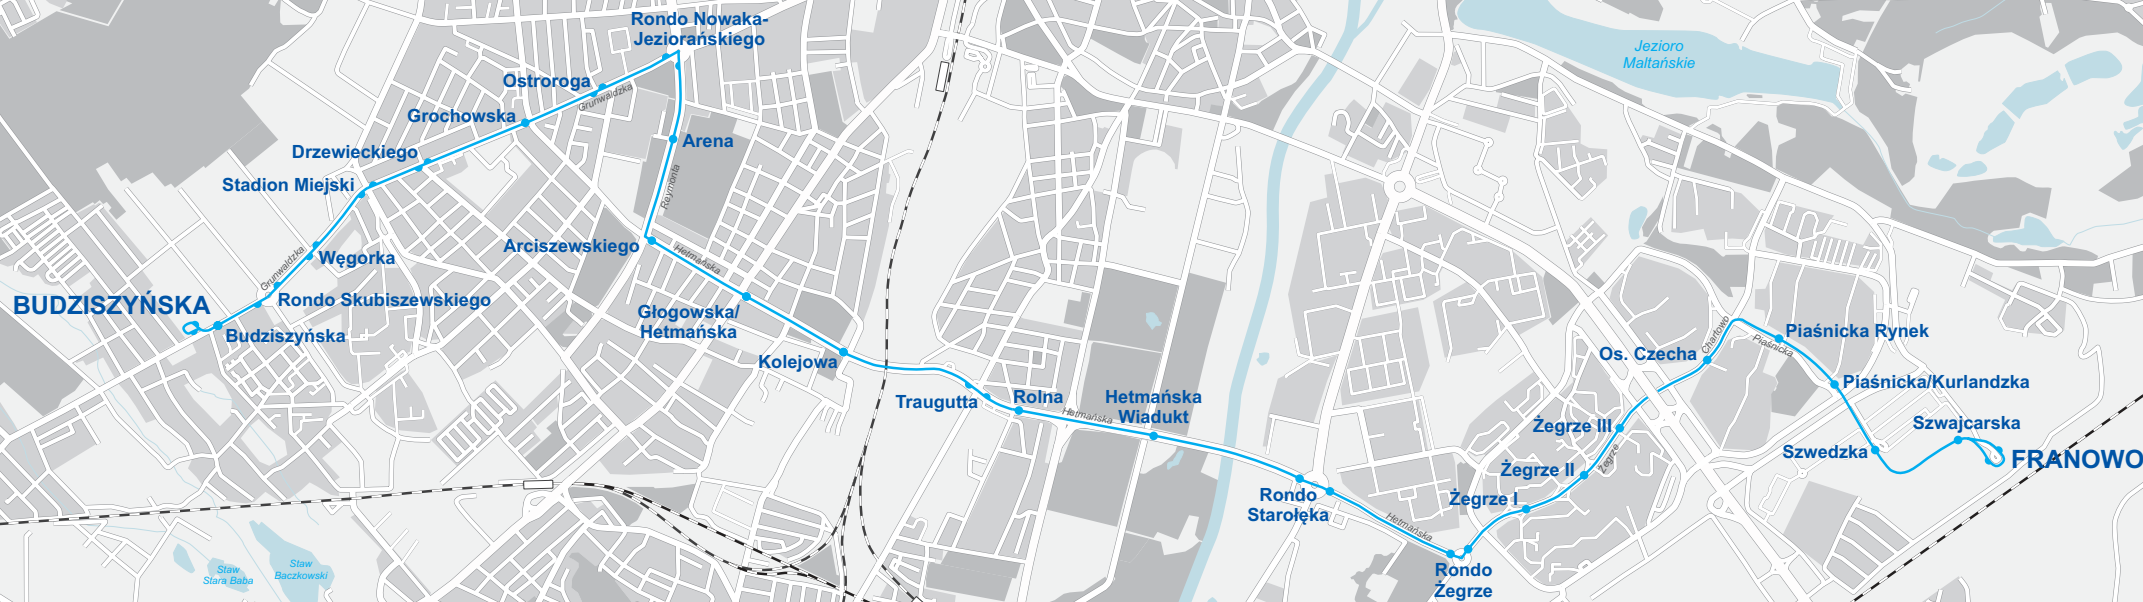 Rondo Nowaka-
Jeziorańskiego
Ostroroga
Grunwaldzka
Grochowska
Arena
Drzewieckiego
Stadion Miejski
Reymonta
Arciszewskiego
Hetmańska
Węgorka
Grunwaldzka
Rondo Skubiszewskiego
BUDZISZYŃSKA
Budziszyńska
Głogowska/
Hetmańska
Kolejowa
Traugutta
Rolna
Hetmańska
Hetmańska
Wiadukt
Rondo
Starołęka
Hetmańska
Rondo
Żegrze
Żegrze I
Żegrze II
Żegrze
Żegrze III
Os. Czecha
Chartowo
Piaśnicka Rynek
Piaśnicka
Piaśnicka/Kurlandzka
Szwajcarska
Szwedzka
FRANOWO
Jezioro
Maltańskie
Staw
Stara Baba
Staw
Baczkowski